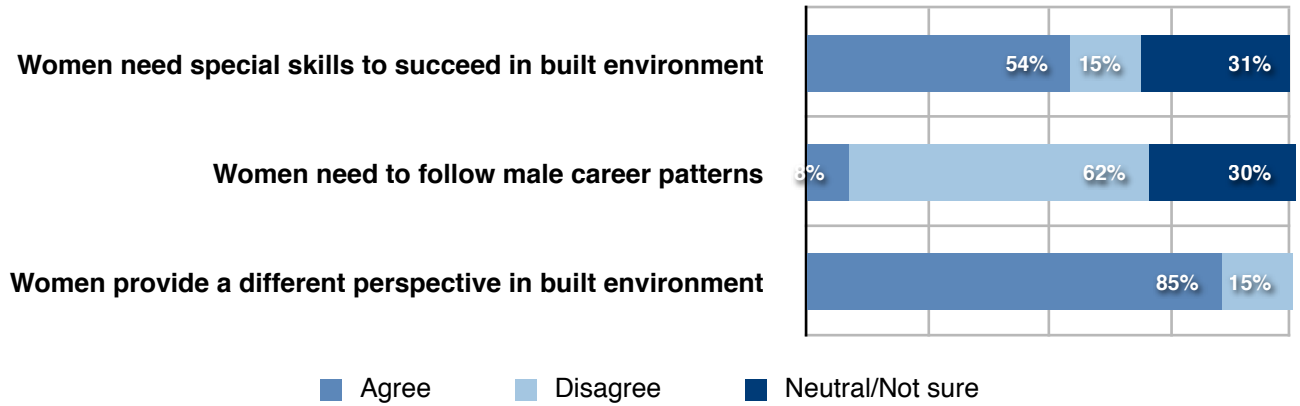 Women need special skills to succeed in built environment 54% 15% 31%
Women need to follow male career patterns 8% 62% 30%
Women provide a different perspective in built environment 85% 15%
Agree Disagree Neutral/Not sure